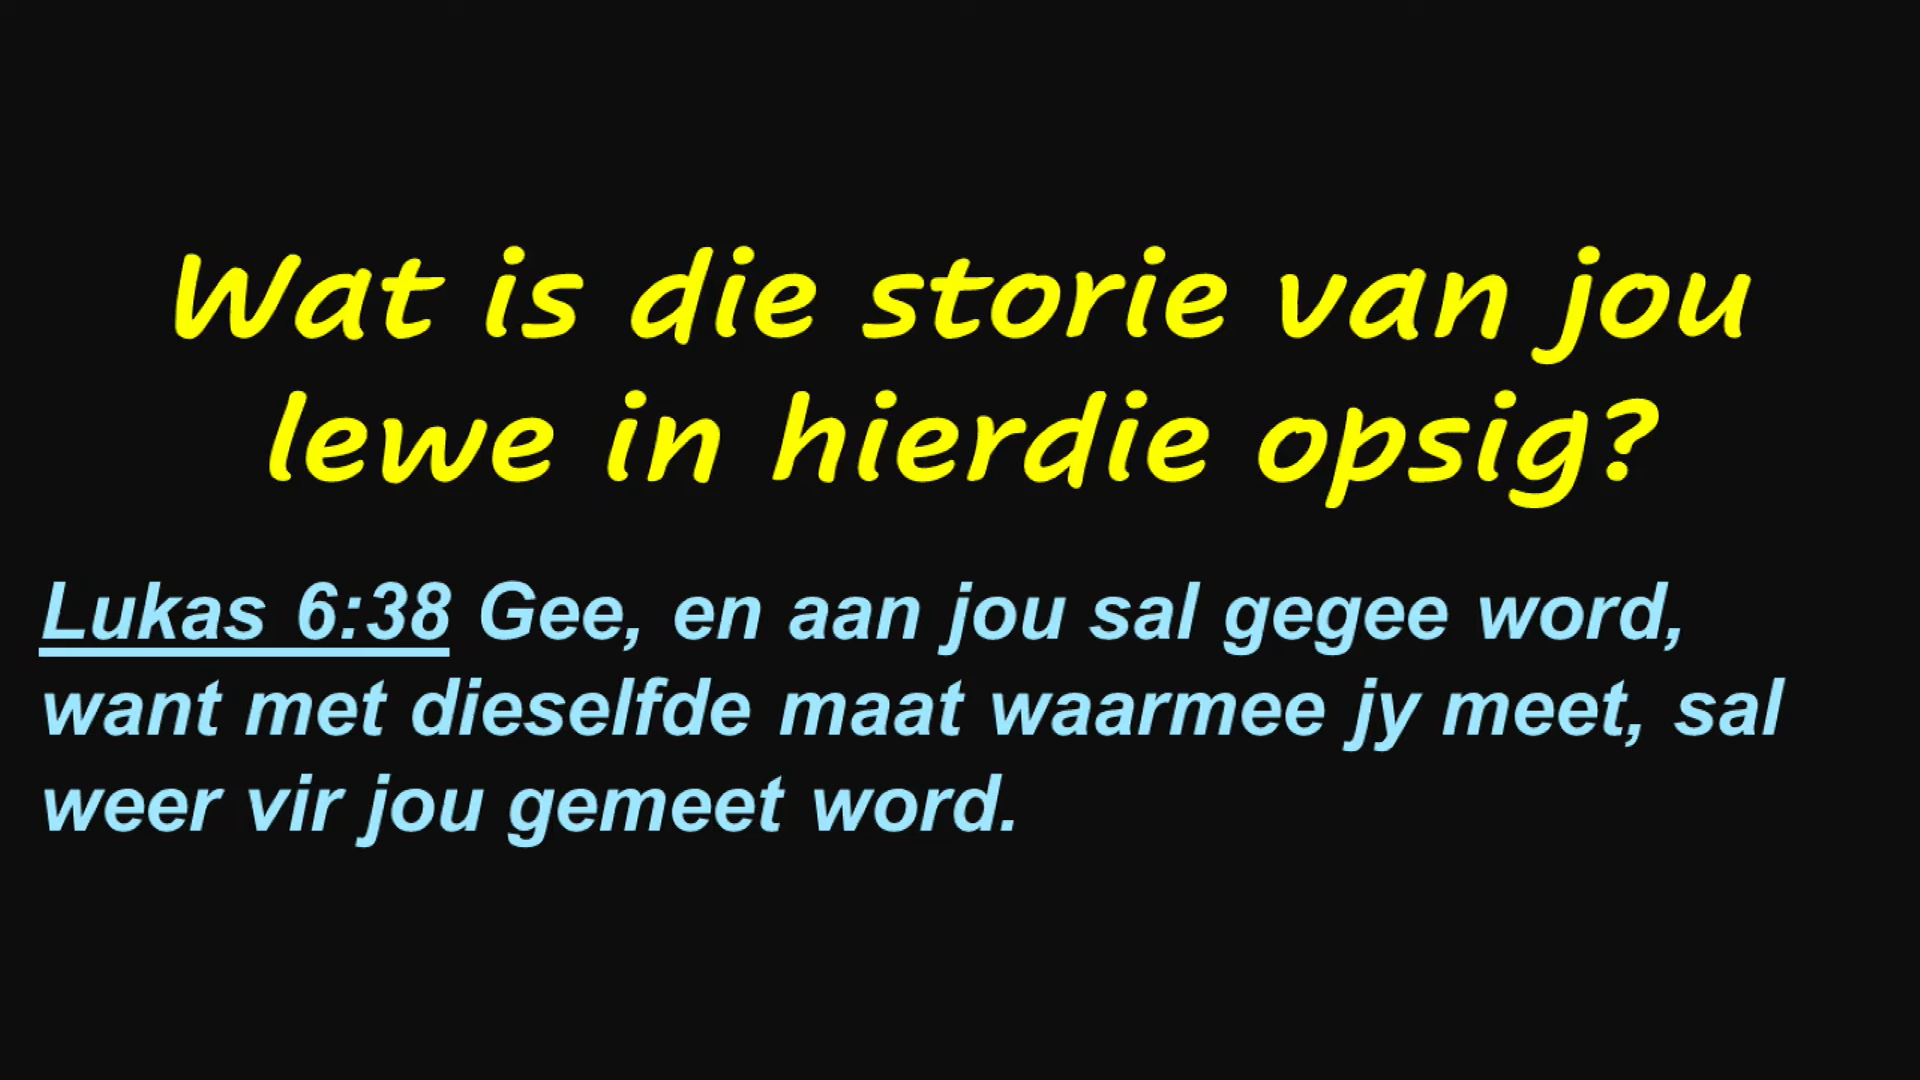 Wat is die storie van jou
lewe in hierdie opsig?
Lukas 6:38 Gee, en aan jou sal gegee word,
want met dieselfde maat waarmee jy meet, sal
weer vir jou gemeet word.